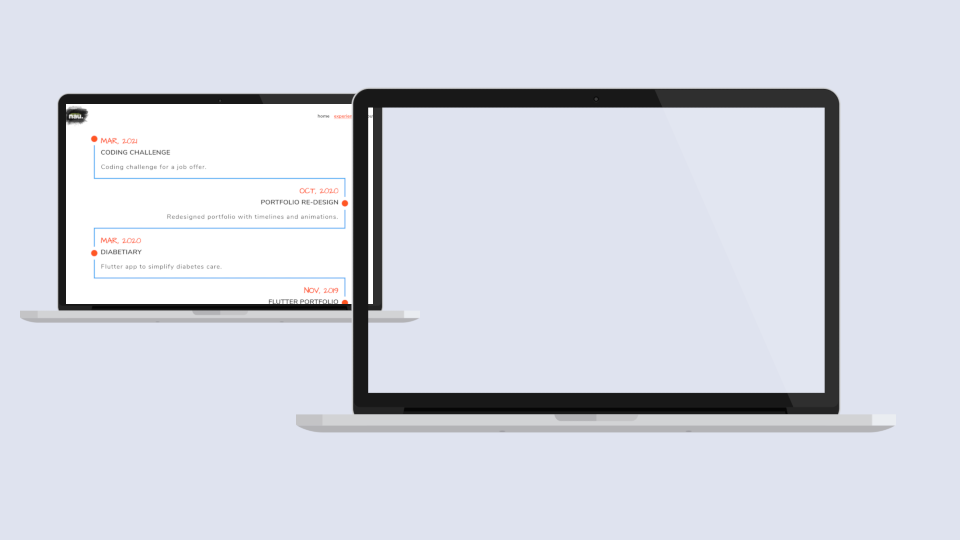 nau.
home
MAR, 2021
CODING CHALLENGE
Coding challenge for a job offer.
OCT, 2020
PORTFOLIO RE-DESIGN
Redesigned portfolio with timelines and animations.
MAR, 2020
DIABETIARY
Flutter app to simplify diabetes care.
NOV, 2019
FLUTTER PORTFOLIO